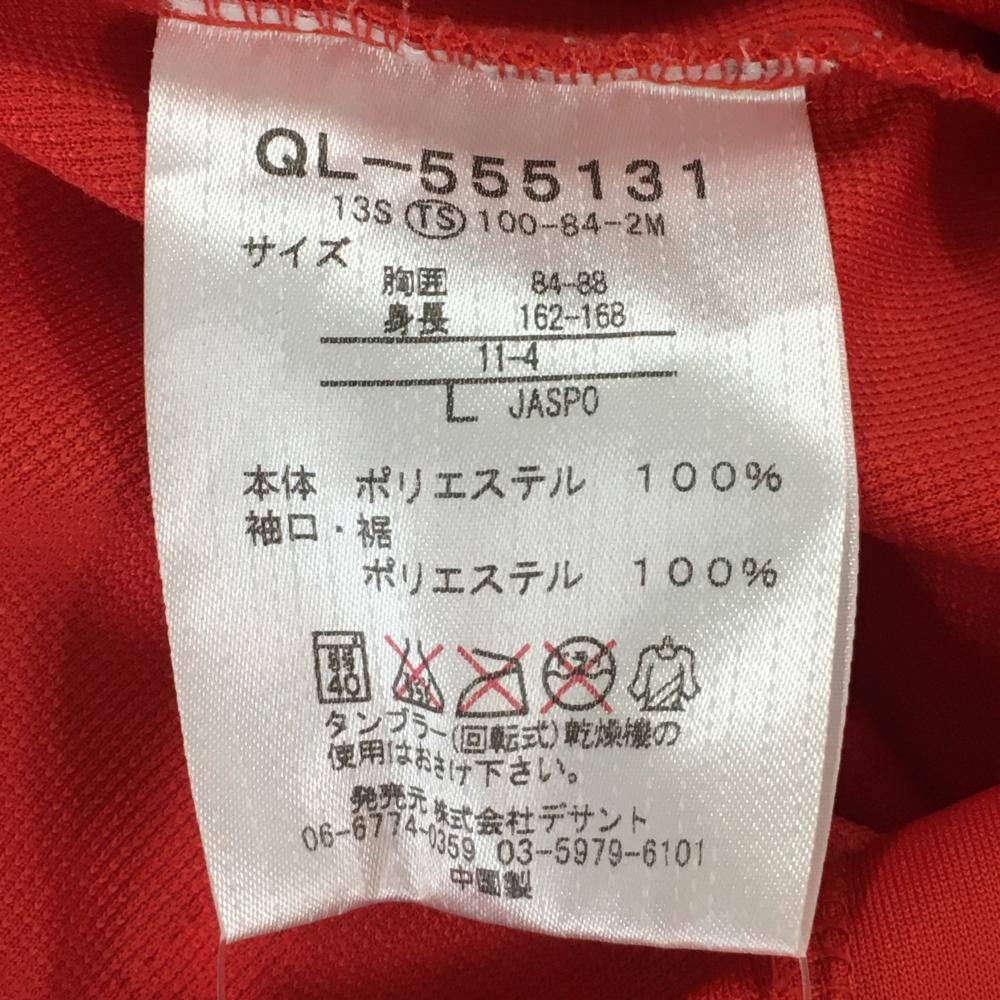 QL-555131
13S TS 100-84-2M
サイズ
胸囲 84-88
身長 162-168
11-4
L JASPO
本体 ポリエステル 100%
袖口・裾
ポリエステル 100%
弱 40
タンブラー(回転式)乾燥機の
使用はおさけ下さい。
発売元 株式会社デサント
06-6774-0359 03-5979-6101
中国製